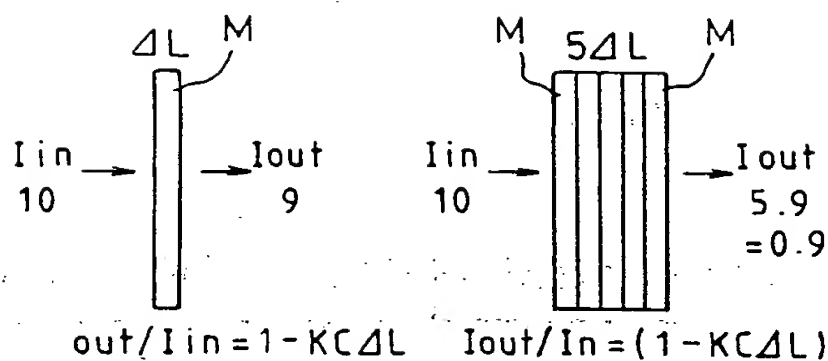 ΔL M
Iin Iout
10 9
out/Iin=1-KCΔL
M 5ΔL M
Iin Iout
10 5.9
=0.9
Iout/In=(1-KCΔL)